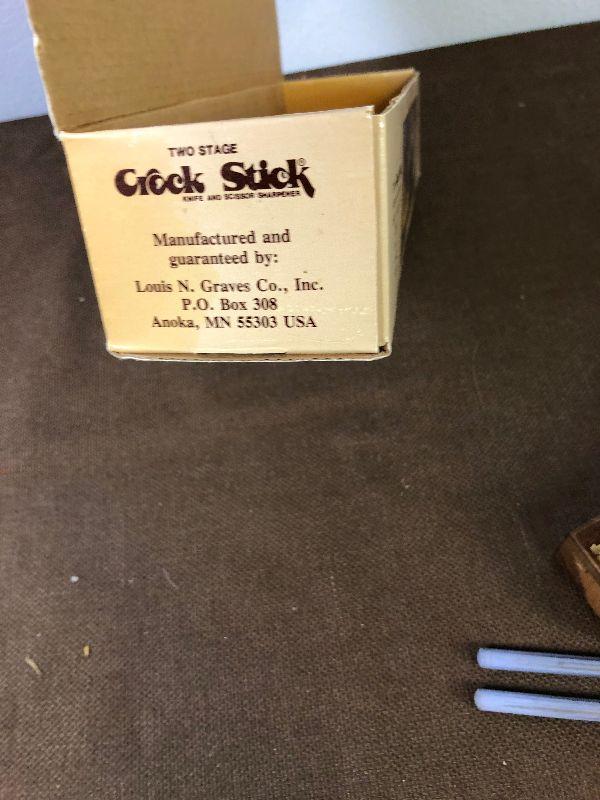 TWO STAGE
Crock Stick®
KNIFE AND SCISSOR SHARPENER
Manufactured and
guaranteed by:
Louis N. Graves Co., Inc.
P.O. Box 308
Anoka, MN 55303 USA